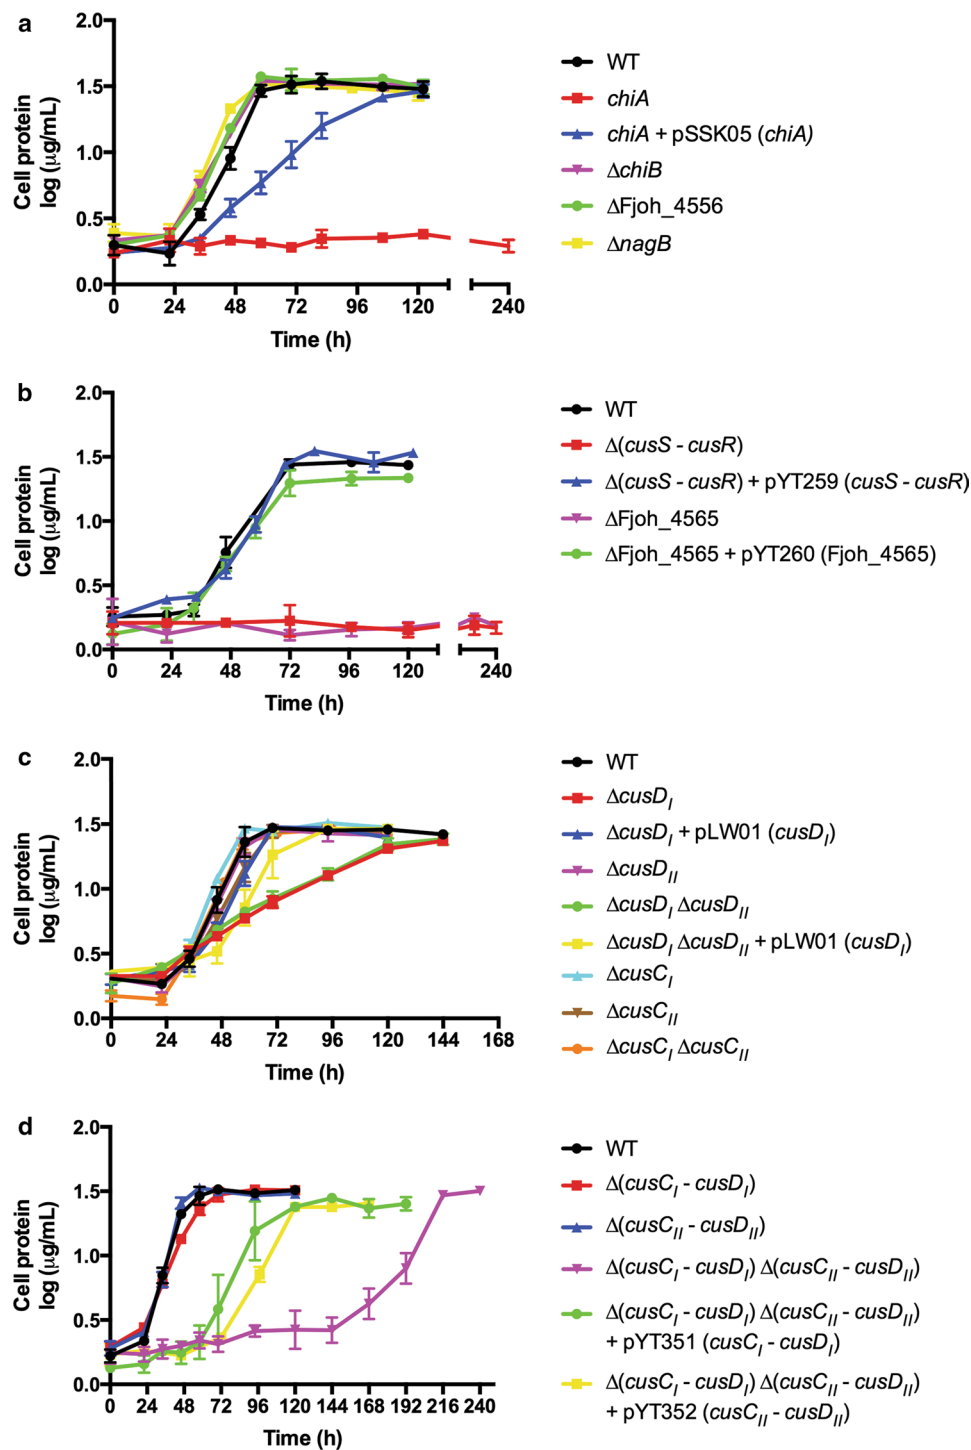 a
2.0
1.5
1.0
0.5
0.0
Cell protein
log (μg/mL)
0 24 48 72 96 120 240
Time (h)
WT
chiA
chiA + pSSK05 (chiA)
ΔchiB
ΔFjoh_4556
ΔnagB
b
2.0
1.5
1.0
0.5
0.0
Cell protein
log (μg/mL)
0 24 48 72 96 120 240
Time (h)
WT
Δ(cusS - cusR)
Δ(cusS - cusR) + pYT259 (cusS - cusR)
ΔFjoh_4565
ΔFjoh_4565 + pYT260 (Fjoh_4565)
c
2.0
1.5
1.0
0.5
0.0
Cell protein
log (μg/mL)
0 24 48 72 96 120 144 168
Time (h)
WT
ΔcusD_I
ΔcusD_I + pLW01 (cusD_I)
ΔcusD_II
ΔcusD_I ΔcusD_II
ΔcusD_I ΔcusD_II + pLW01 (cusD_I)
ΔcusC_I
ΔcusC_II
ΔcusC_I ΔcusC_II
d
2.0
1.5
1.0
0.5
0.0
Cell protein
log (μg/mL)
0 24 48 72 96 120 144 168 192 216 240
Time (h)
WT
Δ(cusC_I - cusD_I)
Δ(cusC_II - cusD_II)
Δ(cusC_I - cusD_I) Δ(cusC_II - cusD_II)
Δ(cusC_I - cusD_I) Δ(cusC_II - cusD_II)
+ pYT351 (cusC_I - cusD_I)
Δ(cusC_I - cusD_I) Δ(cusC_II - cusD_II)
+ pYT352 (cusC_II - cusD_II)